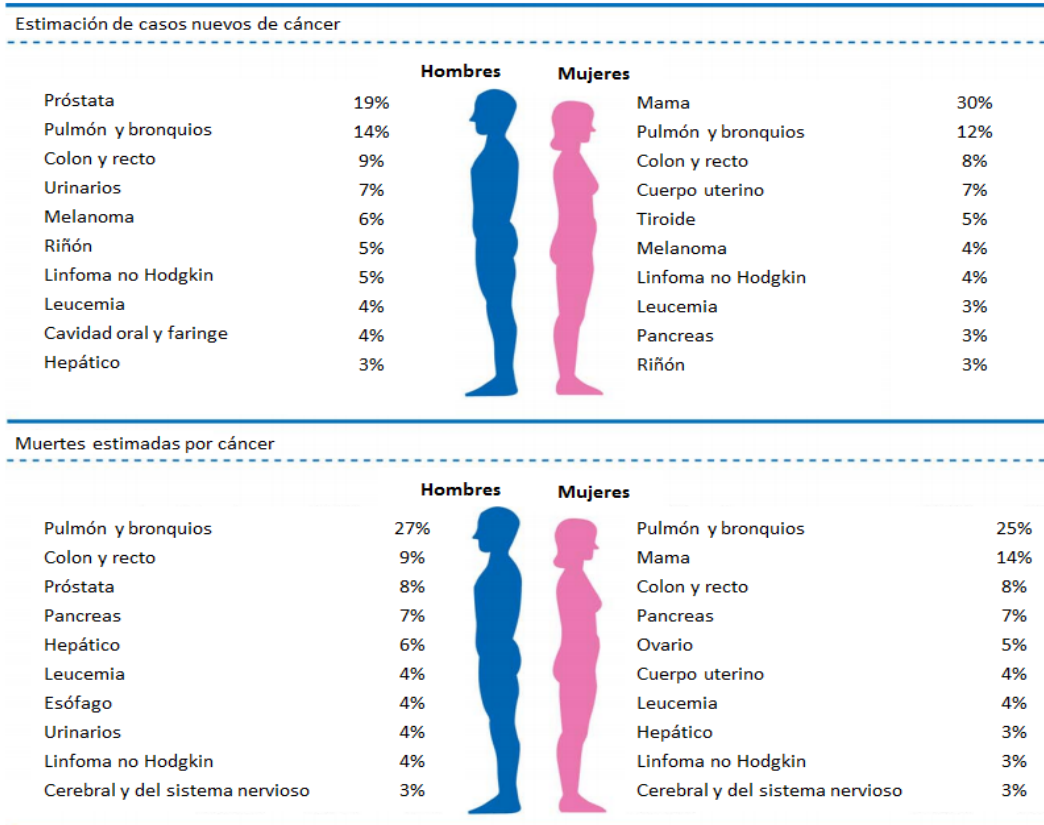 Estimación de casos nuevos de cáncer
Hombres Mujeres
Próstata 19% Mama 30%
Pulmón y bronquios 14% Pulmón y bronquios 12%
Colon y recto 9% Colon y recto 8%
Urinarios 7% Cuerpo uterino 7%
Melanoma 6% Tiroide 5%
Riñón 5% Melanoma 4%
Linfoma no Hodgkin 5% Linfoma no Hodgkin 4%
Leucemia 4% Leucemia 3%
Cavidad oral y faringe 4% Pancreas 3%
Hepático 3% Riñón 3%
Muertes estimadas por cáncer
Hombres Mujeres
Pulmón y bronquios 27% Pulmón y bronquios 25%
Colon y recto 9% Mama 14%
Próstata 8% Colon y recto 8%
Pancreas 7% Pancreas 7%
Hepático 6% Ovario 5%
Leucemia 4% Cuerpo uterino 4%
Esófago 4% Leucemia 4%
Urinarios 4% Hepático 3%
Linfoma no Hodgkin 4% Linfoma no Hodgkin 3%
Cerebral y del sistema nervioso 3% Cerebral y del sistema nervioso 3%